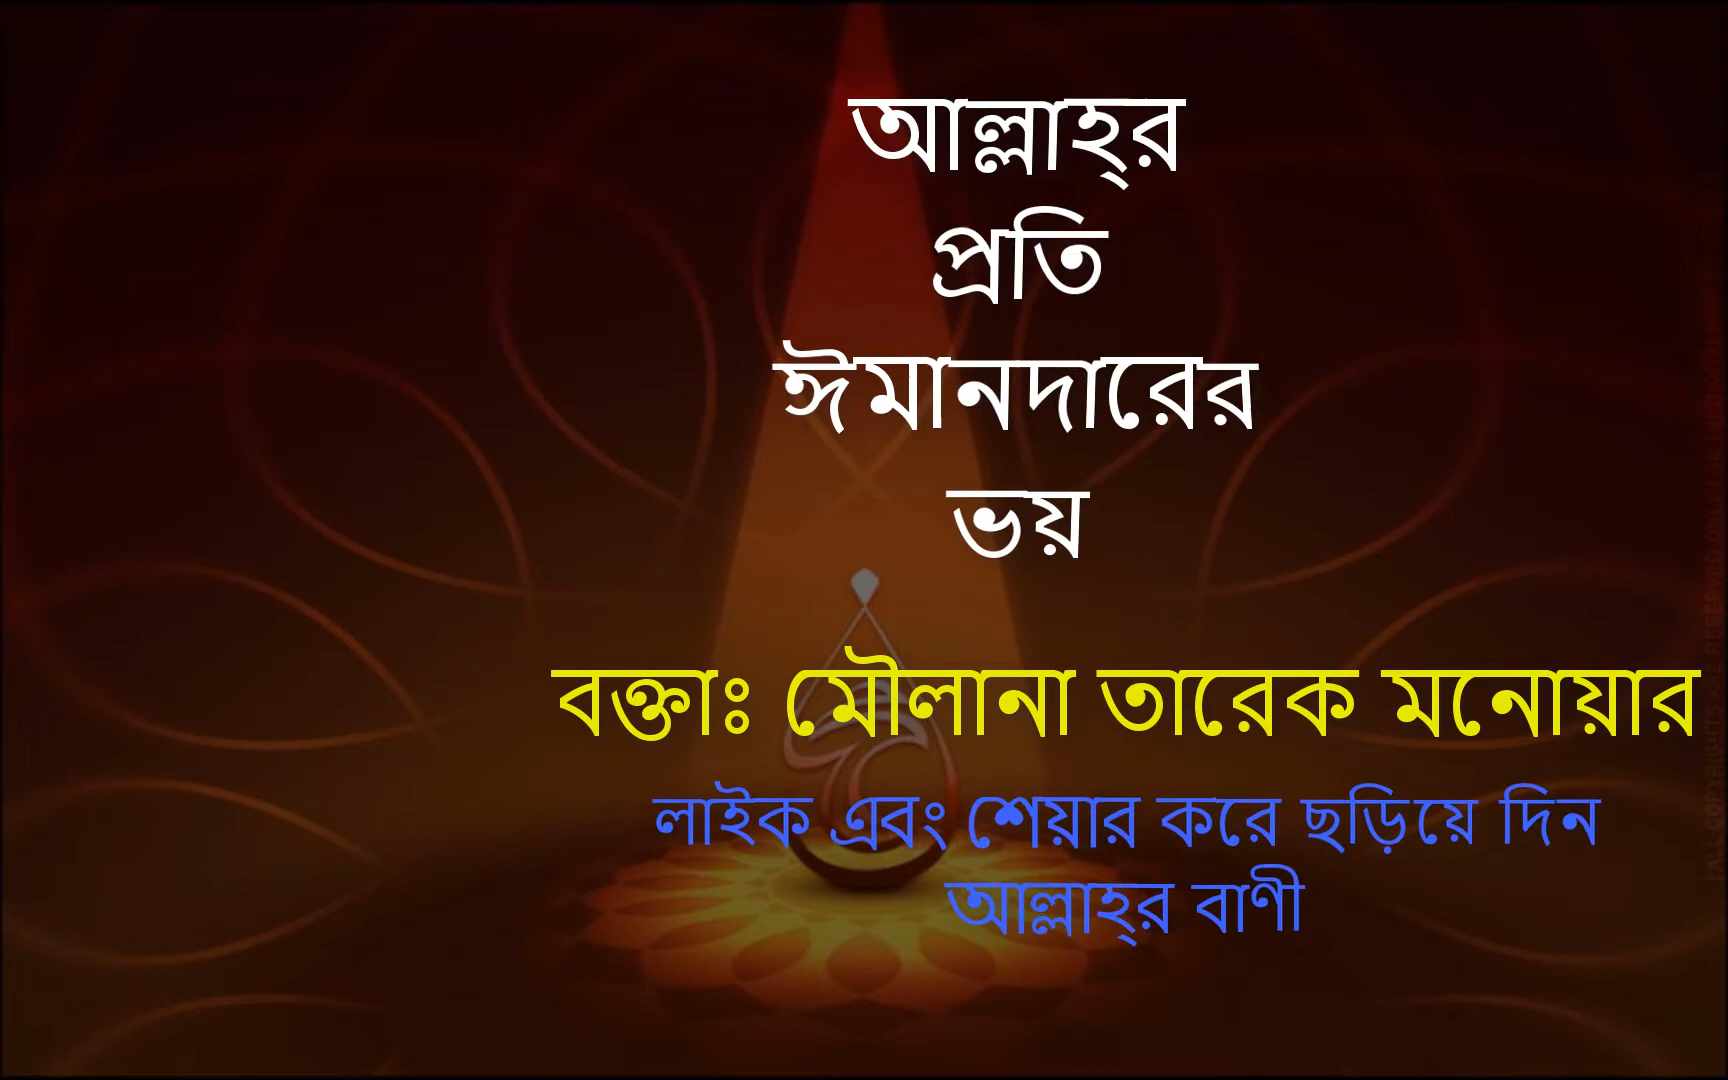 আল্লাহ্‌র
প্রতি
ঈমানদারের
ভয়
বক্তাঃ মৌলানা তারেক মনোয়ার
লাইক এবং শেয়ার করে ছড়িয়ে দিন
আল্লাহ্‌র বাণী